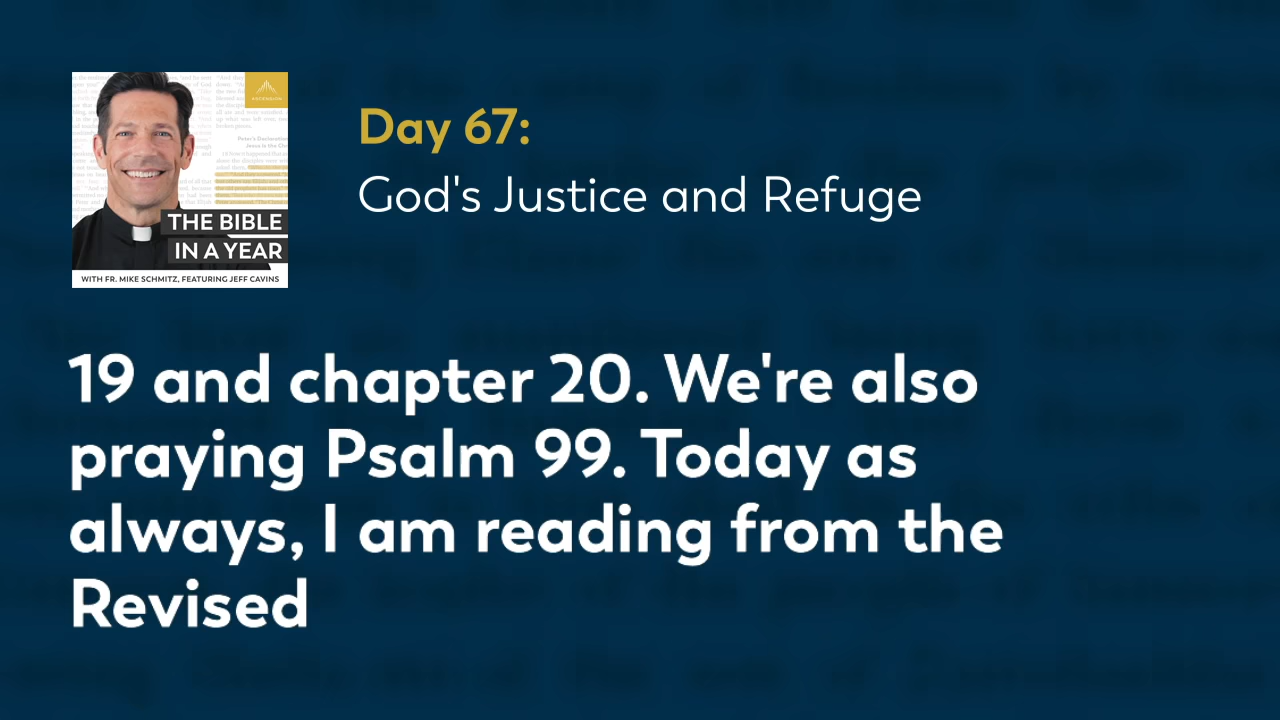 Day 67:
God's Justice and Refuge
THE BIBLE
IN A YEAR
WITH FR. MIKE SCHMITZ, FEATURING JEFF CAVINS
19 and chapter 20. We're also
praying Psalm 99. Today as
always, I am reading from the
Revised